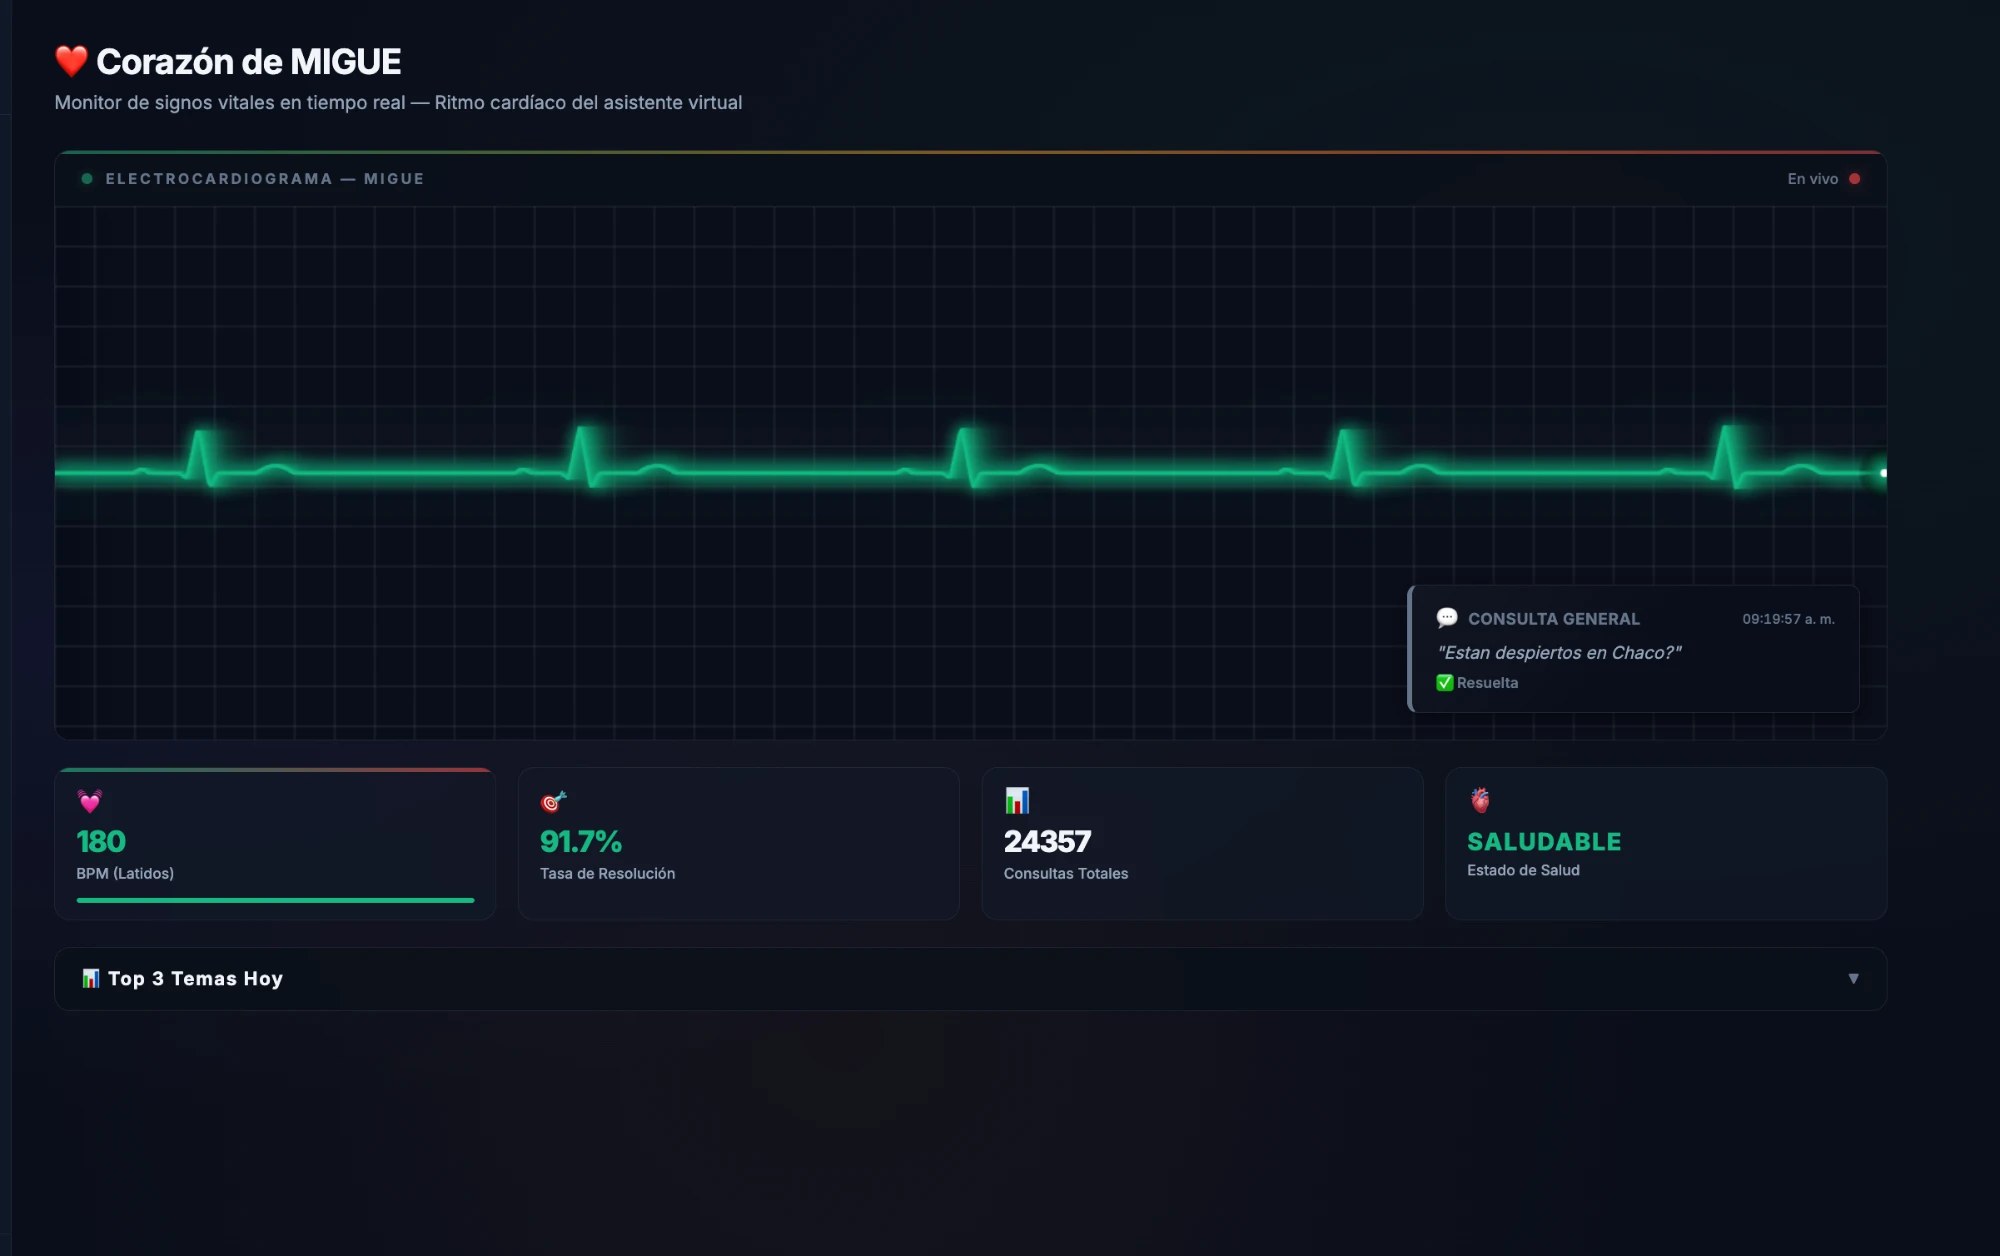 Corazón de MIGUE
Monitor de signos vitales en tiempo real — Ritmo cardíaco del asistente virtual
ELECTROCARDIOGRAMA — MIGUE
En vivo
CONSULTA GENERAL
09:19:57 a. m.
"Estan despiertos en Chaco?"
Resuelta
180
BPM (Latidos)
91.7%
Tasa de Resolución
24357
Consultas Totales
SALUDABLE
Estado de Salud
Top 3 Temas Hoy